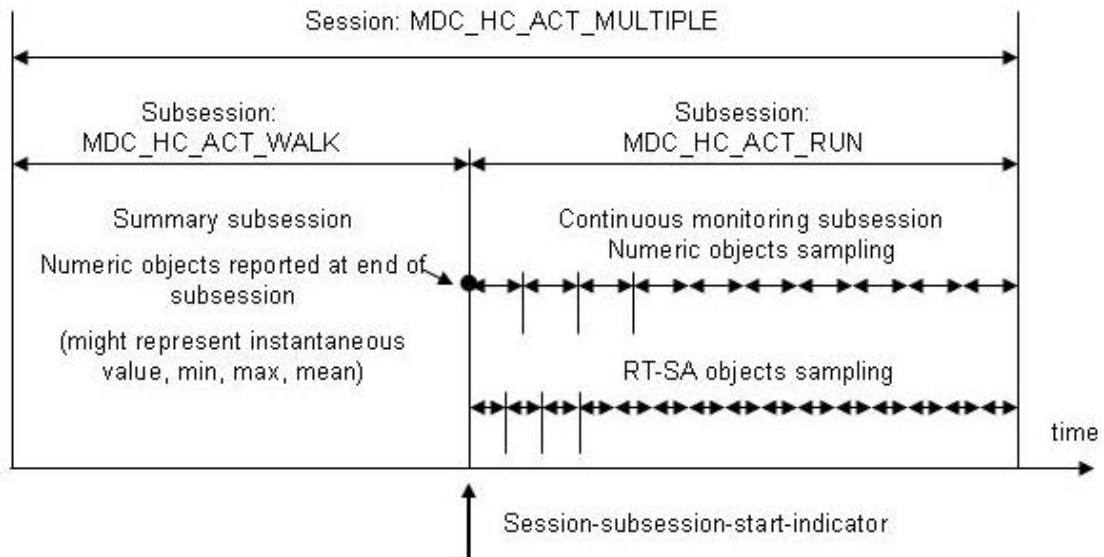 Session: MDC_HC_ACT_MULTIPLE
Subsession:
MDC_HC_ACT_WALK
Subsession:
MDC_HC_ACT_RUN
Summary subsession
Numeric objects reported at end of
subsession
(might represent instantaneous
value, min, max, mean)
Continuous monitoring subsession
Numeric objects sampling
RT-SA objects sampling
time
Session-subsession-start-indicator